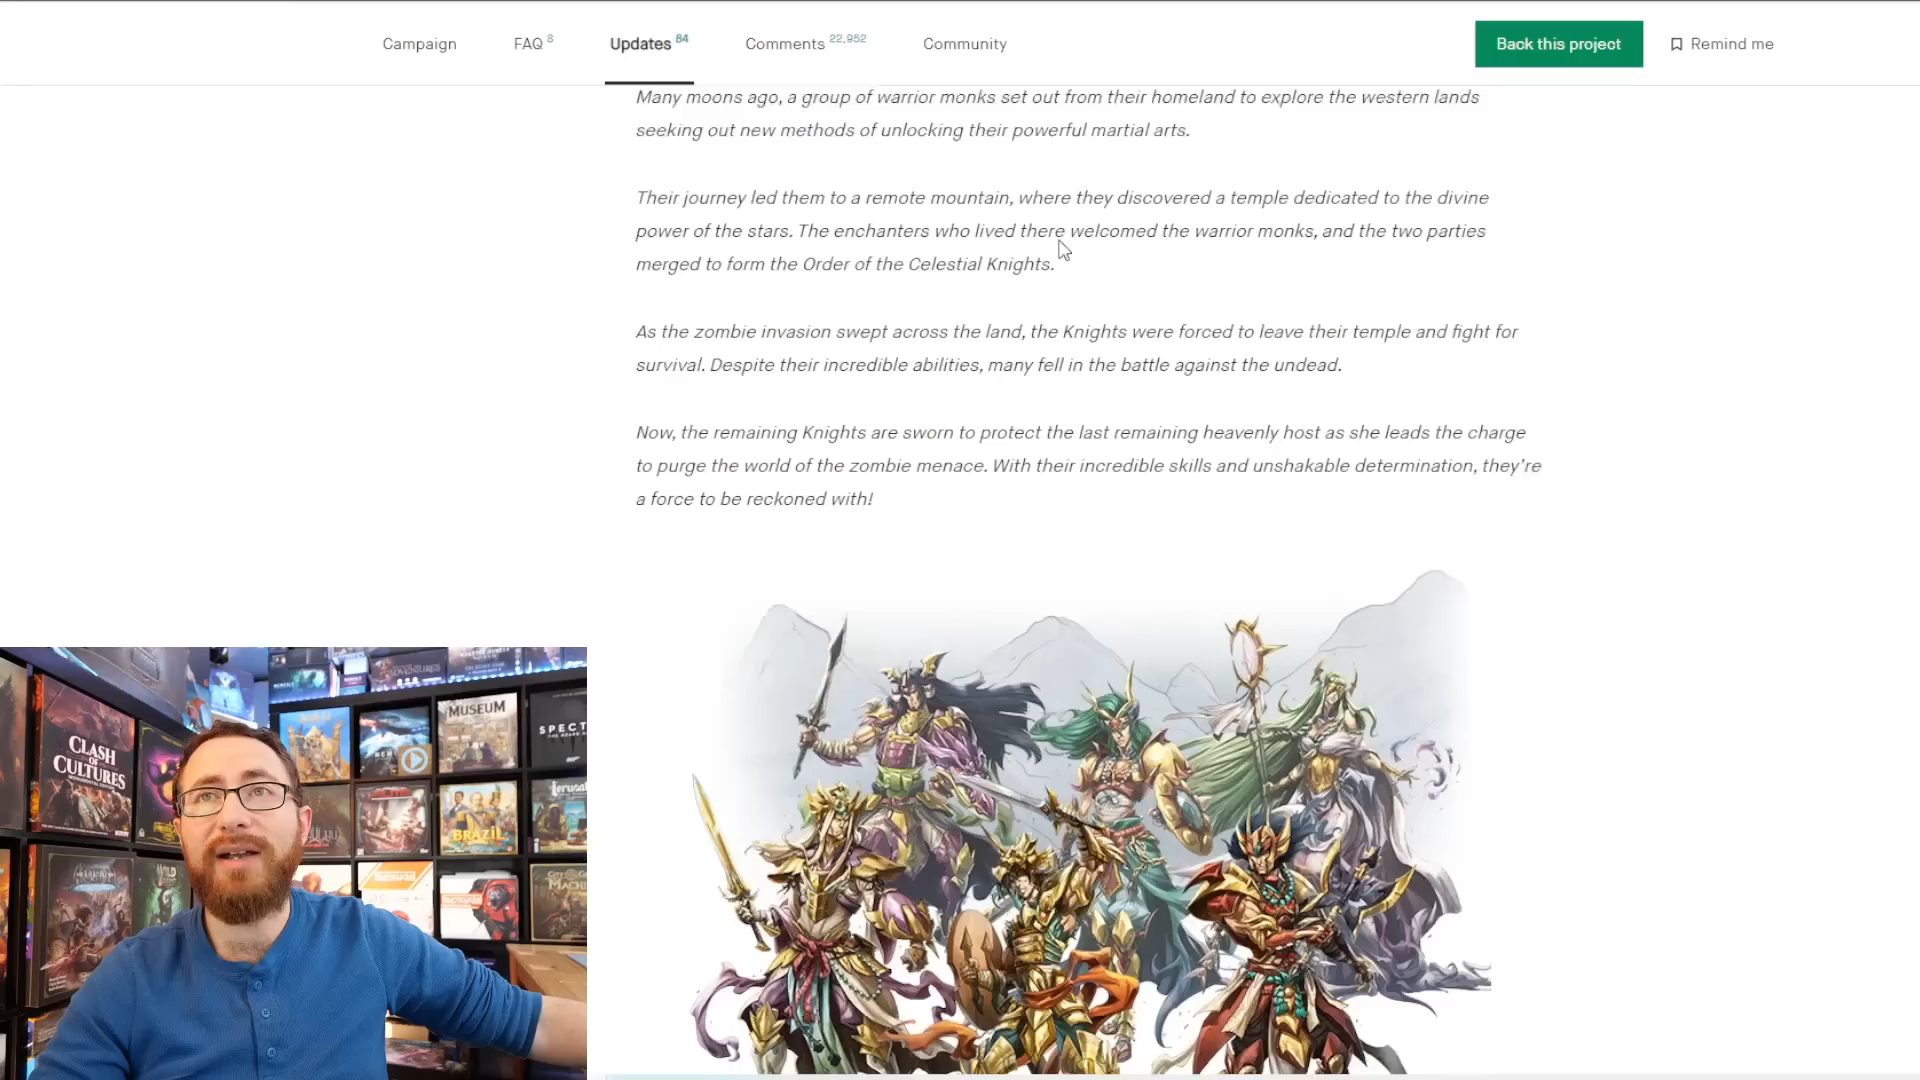 Campaign
FAQ 8
Updates 84
Comments 22,952
Community
Back this project
Remind me
Many moons ago, a group of warrior monks set out from their homeland to explore the western lands
seeking out new methods of unlocking their powerful martial arts.
Their journey led them to a remote mountain, where they discovered a temple dedicated to the divine
power of the stars. The enchanters who lived there welcomed the warrior monks, and the two parties
merged to form the Order of the Celestial Knights.
As the zombie invasion swept across the land, the Knights were forced to leave their temple and fight for
survival. Despite their incredible abilities, many fell in the battle against the undead.
Now, the remaining Knights are sworn to protect the last remaining heavenly host as she leads the charge
to purge the world of the zombie menace. With their incredible skills and unshakable determination, they're
a force to be reckoned with!
CLASH
OF
CULTURES
MUSEUM
SPECT
BRAZIL
WILD